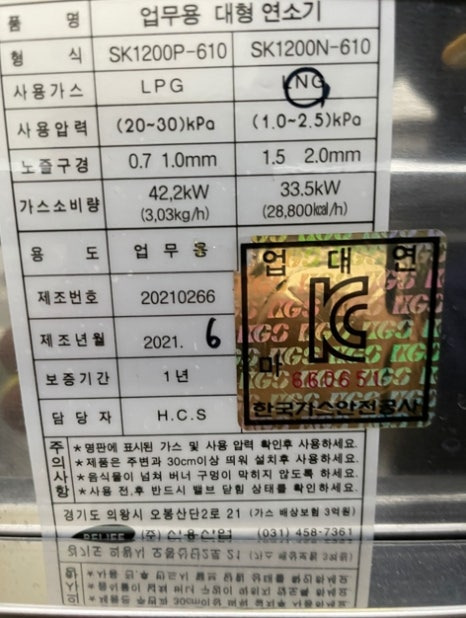 품 명 업무용 대형 연소기
형 식 SK1200P-610 SK1200N-610
사용가스 LPG LNG
사용압력 (20~30)kPa (1.0~2.5)kPa
노즐구경 0.7 1.0mm 1.5 2.0mm
가스소비량 42,2kW 33.5kW
(3,03kg/h) (28,800kcal/h)
용 도 업 무 용
제조번호 20210266
제조년월 2021. 6
보증기간 1년
담 당 자 H.C.S
업 대 연
KC
마
한국가스안전공사
주의사항
*명판에 표시된 가스 및 사용 압력 확인후 사용하세요.
*제품은 주변과 30cm이상 띄워 설치후 사용하세요.
*음식물이 넘쳐 버너 구멍이 막히지 않도록 하세요.
*사용 전,후 반드시 밸브 닫힘 상태를 확인하세요.
경기도 의왕시 오봉산단2로 21 (가스 배상보험 3억원)
(주) (031) 458-7361